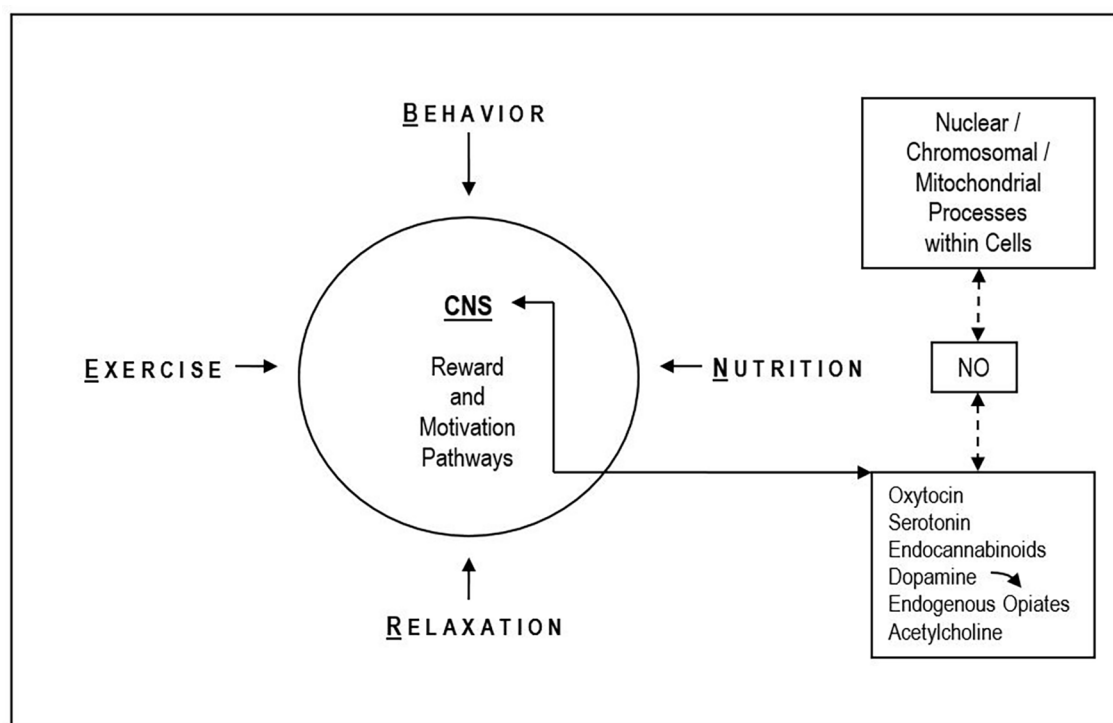 BEHAVIOR
Nuclear /
Chromosomal /
Mitochondrial
Processes
within Cells
CNS
EXERCISE
Reward
and
Motivation
Pathways
NUTRITION
NO
Oxytocin
Serotonin
Endocannabinoids
Dopamine
Endogenous Opiates
Acetylcholine
RELAXATION